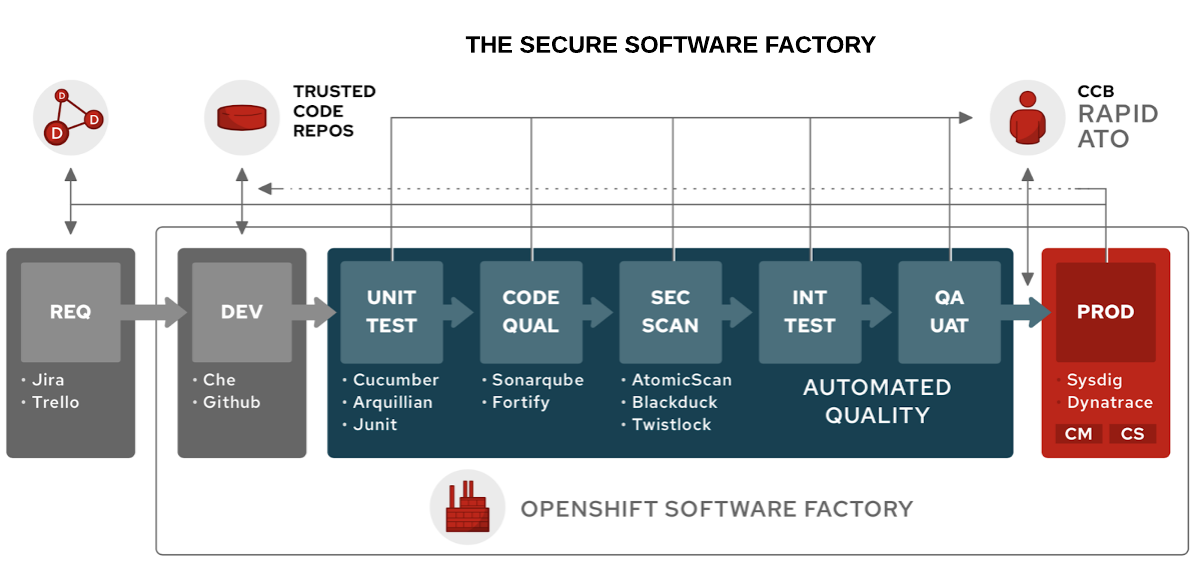 THE SECURE SOFTWARE FACTORY
D
D
D
TRUSTED
CODE
REPOS
CCB
RAPID
ATO
REQ
• Jira
• Trello
DEV
• Che
• Github
UNIT
TEST
• Cucumber
• Arquillian
• Junit
CODE
QUAL
• Sonarqube
• Fortify
SEC
SCAN
• AtomicScan
• Blackduck
• Twistlock
INT
TEST
QA
UAT
AUTOMATED
QUALITY
PROD
• Sysdig
• Dynatrace
CM
CS
OPENSHIFT SOFTWARE FACTORY